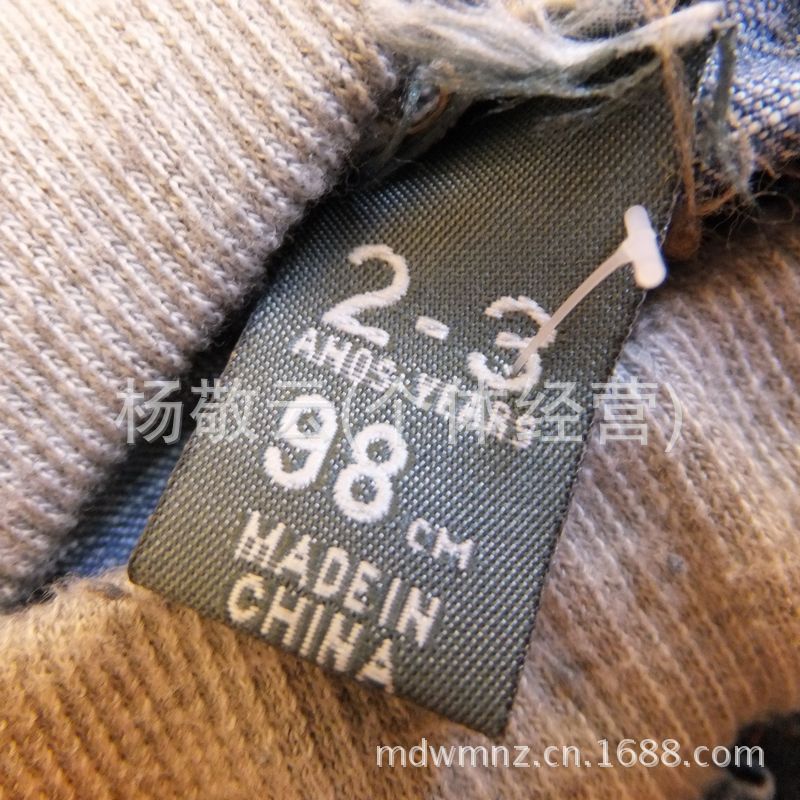 2-3
AÑOS-YEARS
98 CM
MADE IN
CHINA
杨敬云(个体经营)
mdwmnz.cn.1688.com